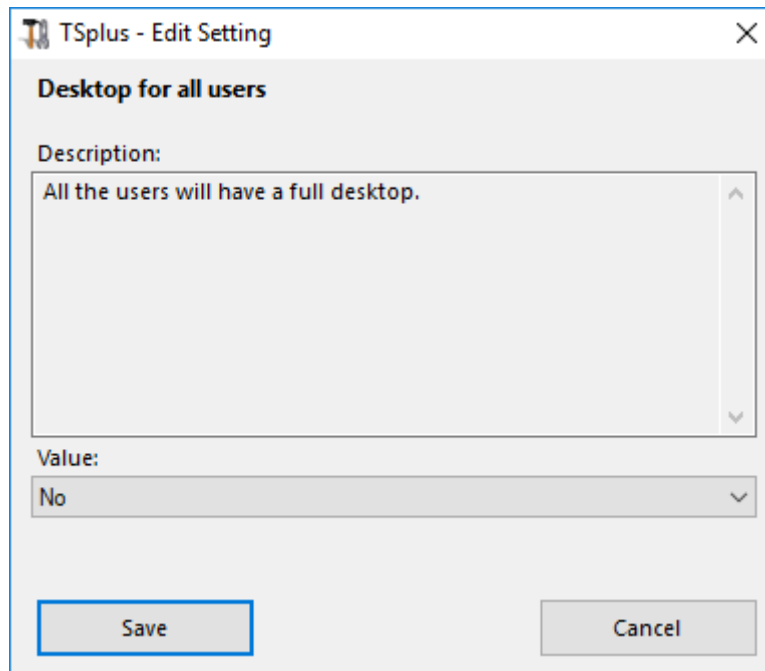 TSplus - Edit Setting
Desktop for all users
Description:
All the users will have a full desktop.
Value:
No
Save
Cancel